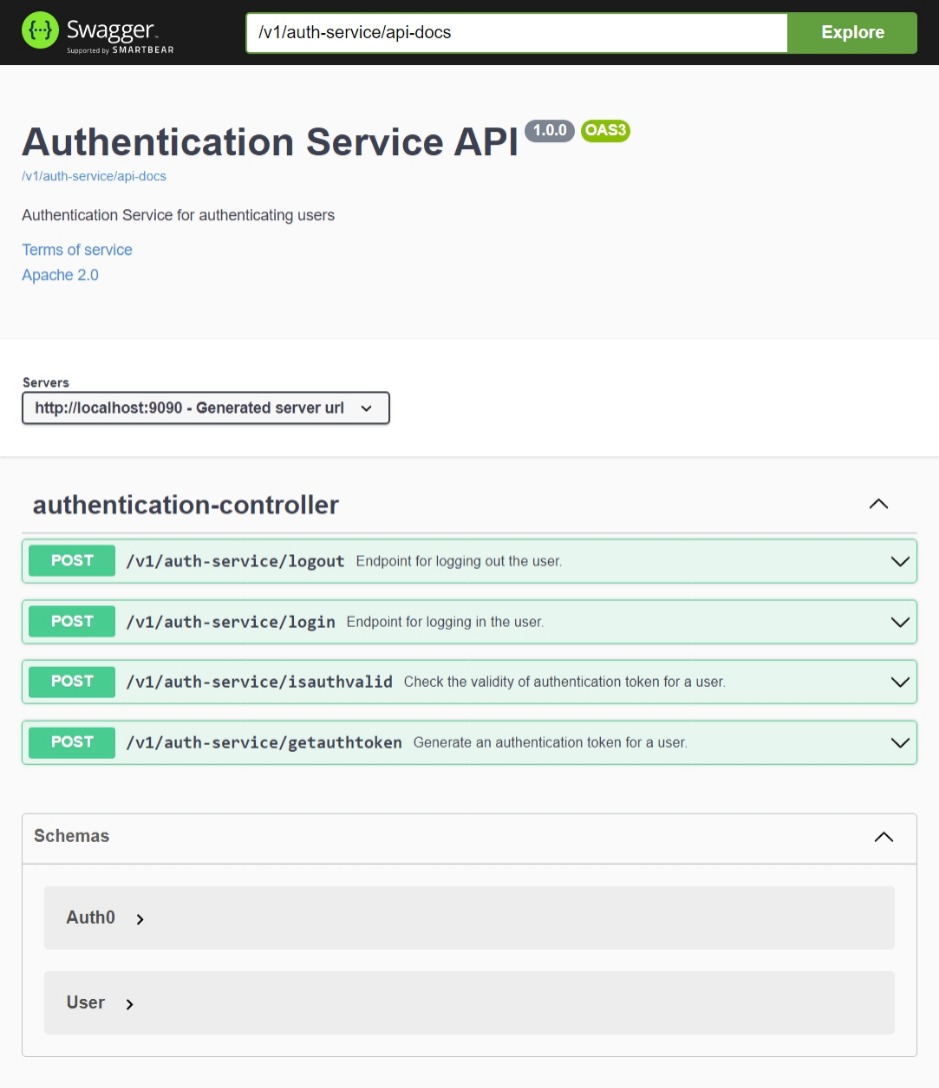 {···} Swagger™
Supported by SMARTBEAR
/v1/auth-service/api-docs
Explore
Authentication Service API 1.0.0 OAS3
/v1/auth-service/api-docs
Authentication Service for authenticating users
Terms of service
Apache 2.0
Servers
http://localhost:9090 - Generated server url
authentication-controller
POST /v1/auth-service/logout Endpoint for logging out the user.
POST /v1/auth-service/login Endpoint for logging in the user.
POST /v1/auth-service/isauthvalid Check the validity of authentication token for a user.
POST /v1/auth-service/getauthtoken Generate an authentication token for a user.
Schemas
Auth0
User